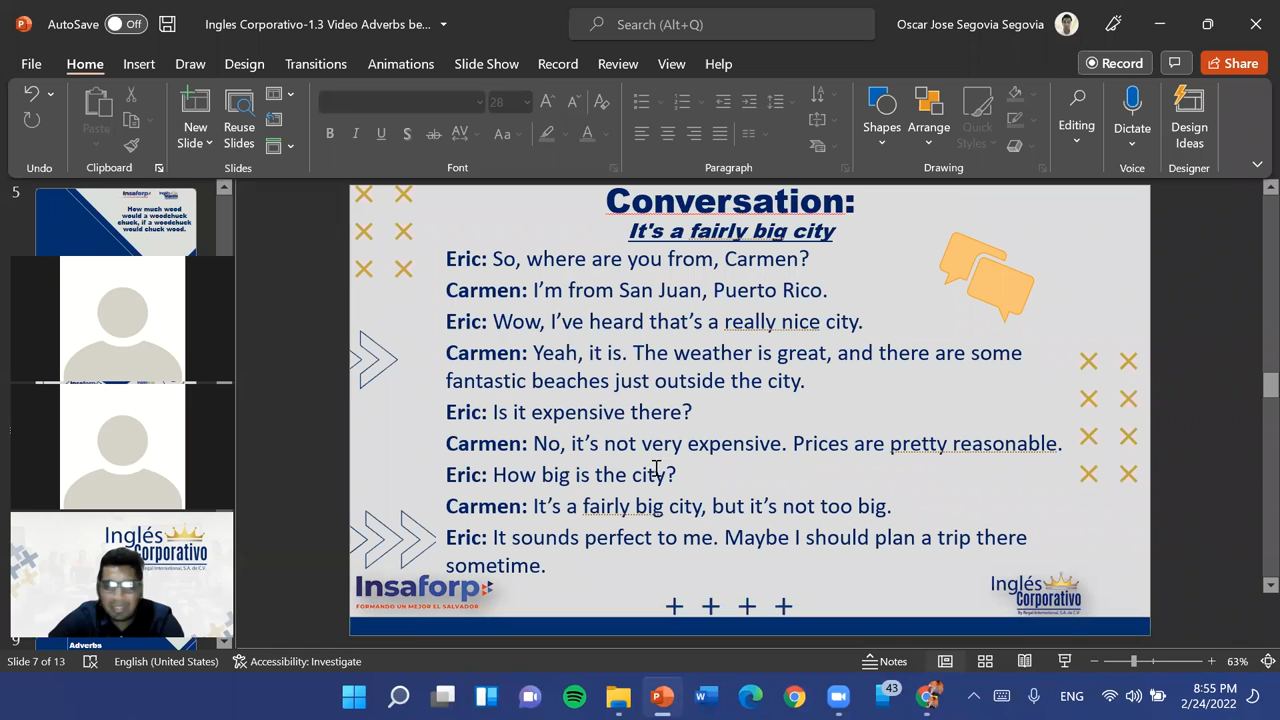 AutoSave Off Ingles Corporativo-1.3 Video Adverbs be... Search (Alt+Q) Oscar Jose Segovia Segovia
File Home Insert Draw Design Transitions Animations Slide Show Record Review View Help Record Share
Paste New Slide Reuse Slides 28 Shapes Arrange Quick Styles Editing Dictate Design Ideas
Undo Clipboard Slides Font Paragraph Drawing Voice Designer
5
Insaforp
How much wood
would a woodchuck
chuck, if a woodchuck
would chuck wood.
Inglés
Corporativo
9
Adverbs
Conversation:
It's a fairly big city
Eric: So, where are you from, Carmen?
Carmen: I’m from San Juan, Puerto Rico.
Eric: Wow, I’ve heard that’s a really nice city.
Carmen: Yeah, it is. The weather is great, and there are some
fantastic beaches just outside the city.
Eric: Is it expensive there?
Carmen: No, it’s not very expensive. Prices are pretty reasonable.
Eric: How big is the city?
Carmen: It’s a fairly big city, but it’s not too big.
Eric: It sounds perfect to me. Maybe I should plan a trip there
sometime.
Insaforp
FORMANDO UN MEJOR EL SALVADOR
Inglés
Corporativo
By Regal International, S.A. de C.V.
Slide 7 of 13 English (United States) Accessibility: Investigate Notes 63%
43 ENG 8:55 PM
2/24/2022